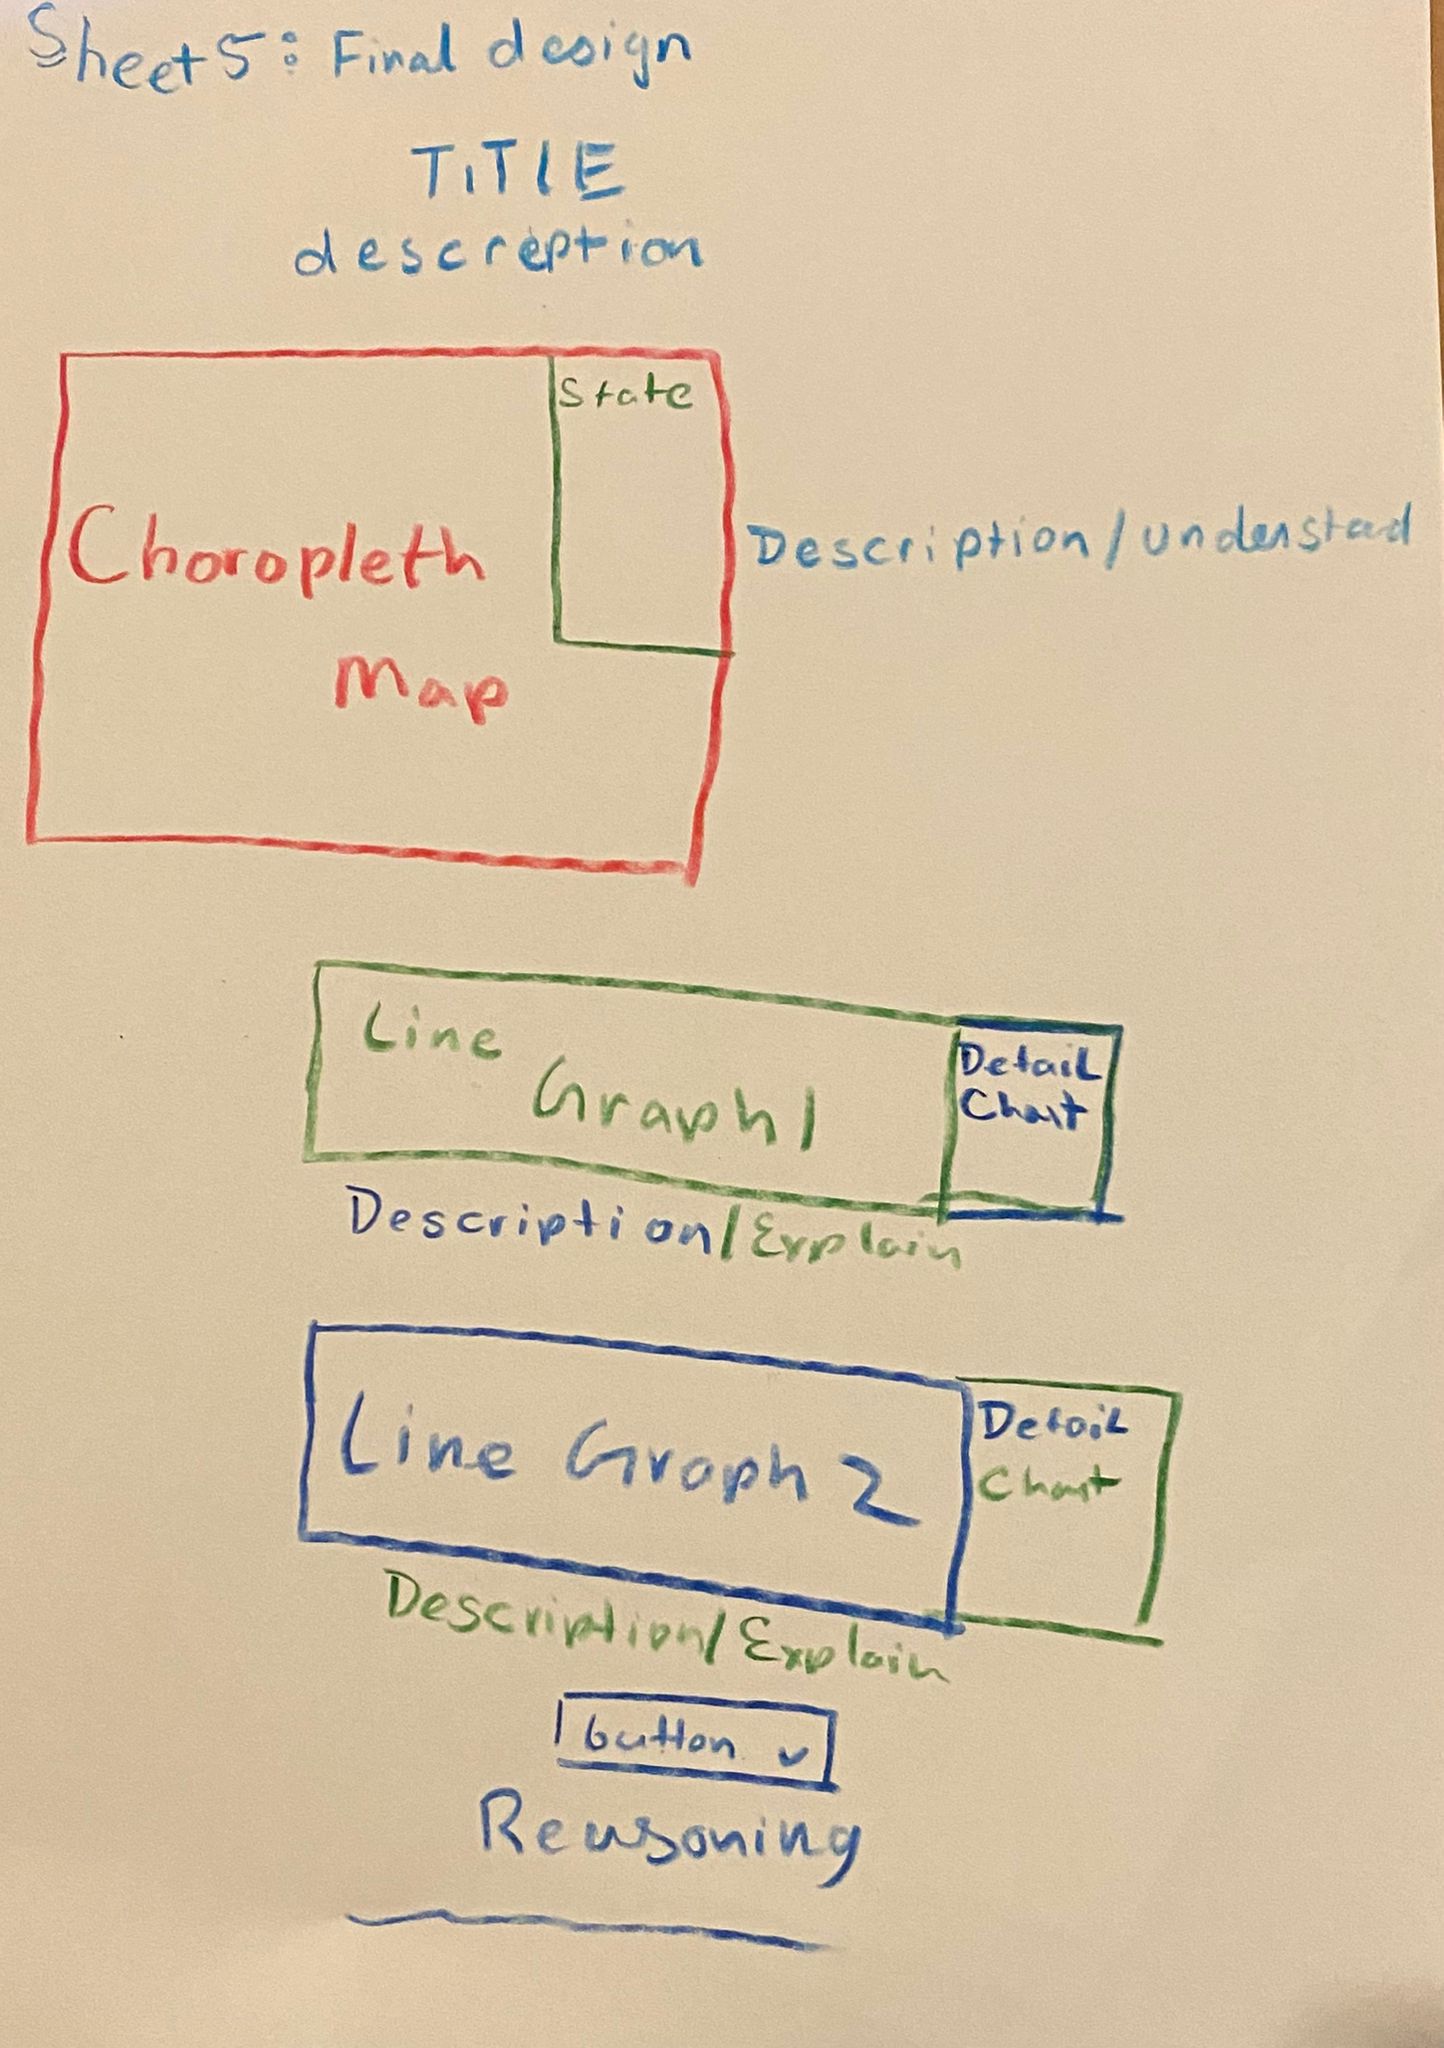 Sheet 5: Final design
TITLE
descreption
State
Choropleth
Map
Description/understad
Line
Graph 1
Detail
Chart
Description/Explain
Line Graph 2
Detail
Chart
Description/Explain
button
Reasoning